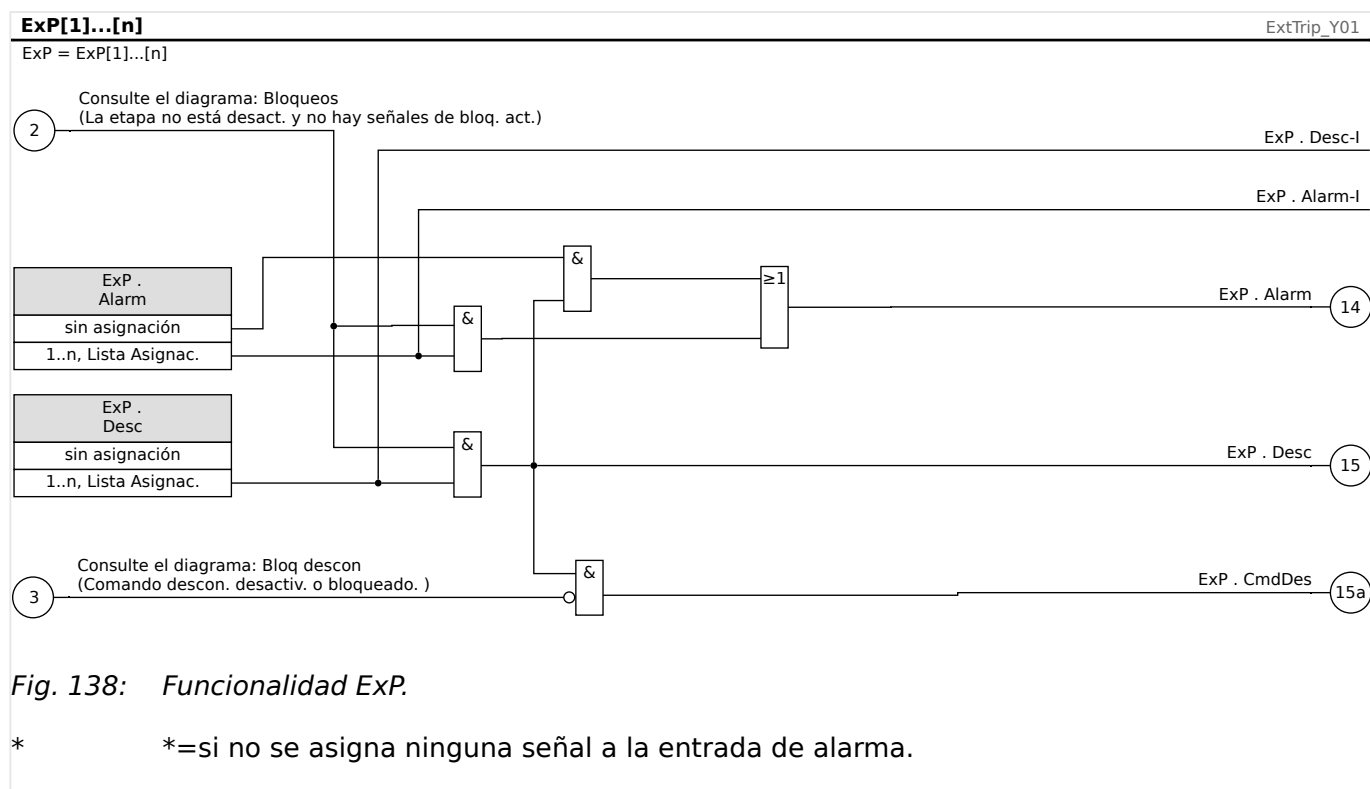 ExP[1]...[n]
ExtTrip_Y01
ExP = ExP[1]...[n]
Consulte el diagrama: Bloqueos
(La etapa no está desact. y no hay señales de bloq. act.)
2
ExP . Desc-I
ExP . Alarm-I
&
ExP .
Alarm
≥1
ExP . Alarm
14
sin asignación
&
1..n, Lista Asignac.
ExP .
Desc
sin asignación
&
ExP . Desc
15
1..n, Lista Asignac.
Consulte el diagrama: Bloq descon
(Comando descon. desactiv. o bloqueado. )
3
&
ExP . CmdDes
15a
Fig. 138: Funcionalidad ExP.
* *=si no se asigna ninguna señal a la entrada de alarma.